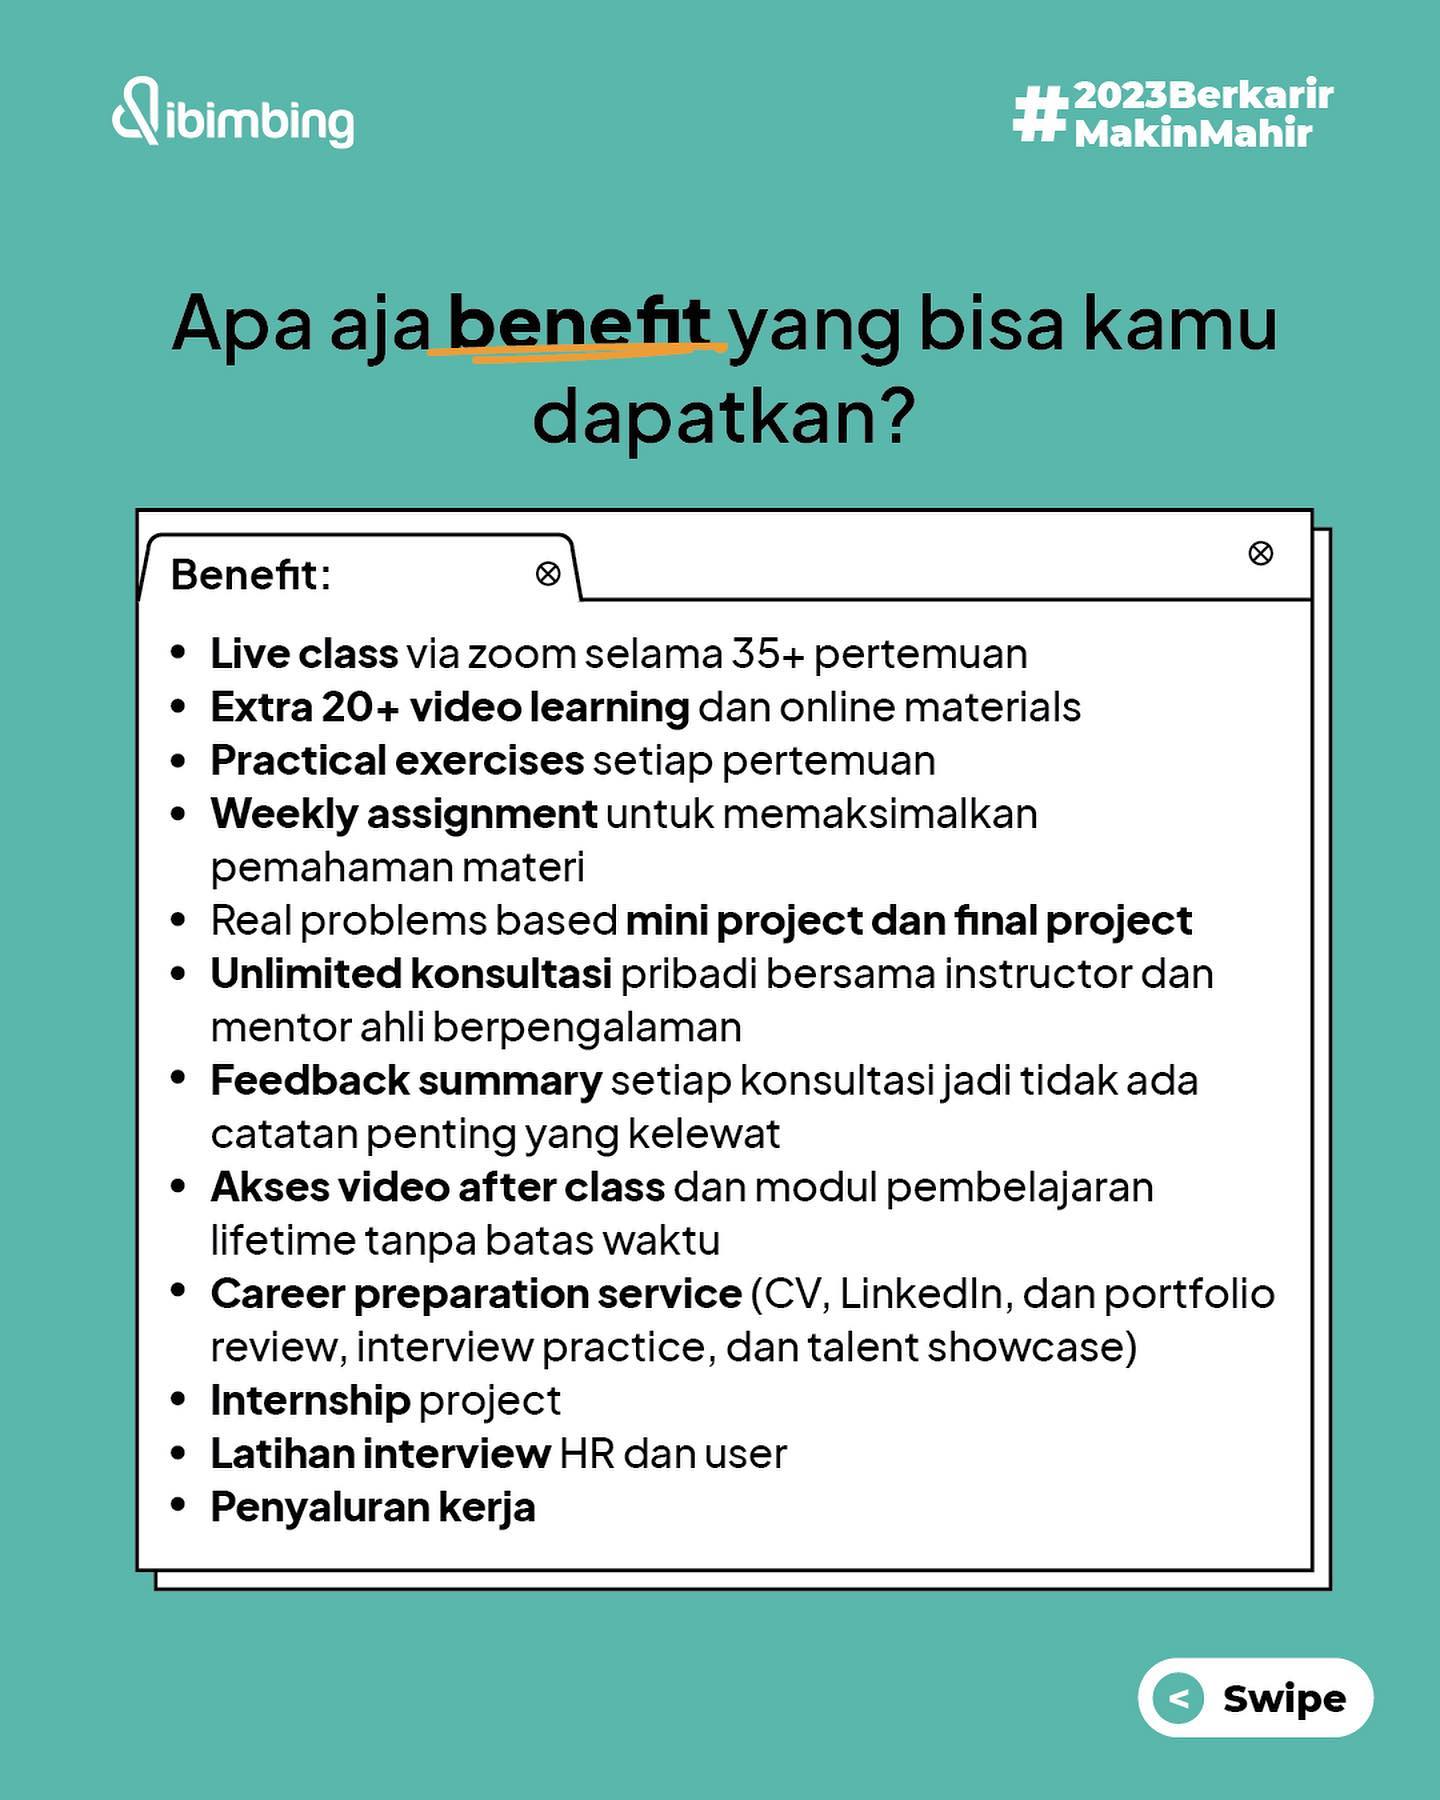 dibimbing
#2023Berkarir
MakinMahir
Apa aja benefit yang bisa kamu
dapatkan?
Benefit:
• Live class via zoom selama 35+ pertemuan
• Extra 20+ video learning dan online materials
• Practical exercises setiap pertemuan
• Weekly assignment untuk memaksimalkan
pemahaman materi
• Real problems based mini project dan final project
• Unlimited konsultasi pribadi bersama instructor dan
mentor ahli berpengalaman
• Feedback summary setiap konsultasi jadi tidak ada
catatan penting yang kelewat
• Akses video after class dan modul pembelajaran
lifetime tanpa batas waktu
• Career preparation service (CV, LinkedIn, dan portfolio
review, interview practice, dan talent showcase)
• Internship project
• Latihan interview HR dan user
• Penyaluran kerja
< Swipe